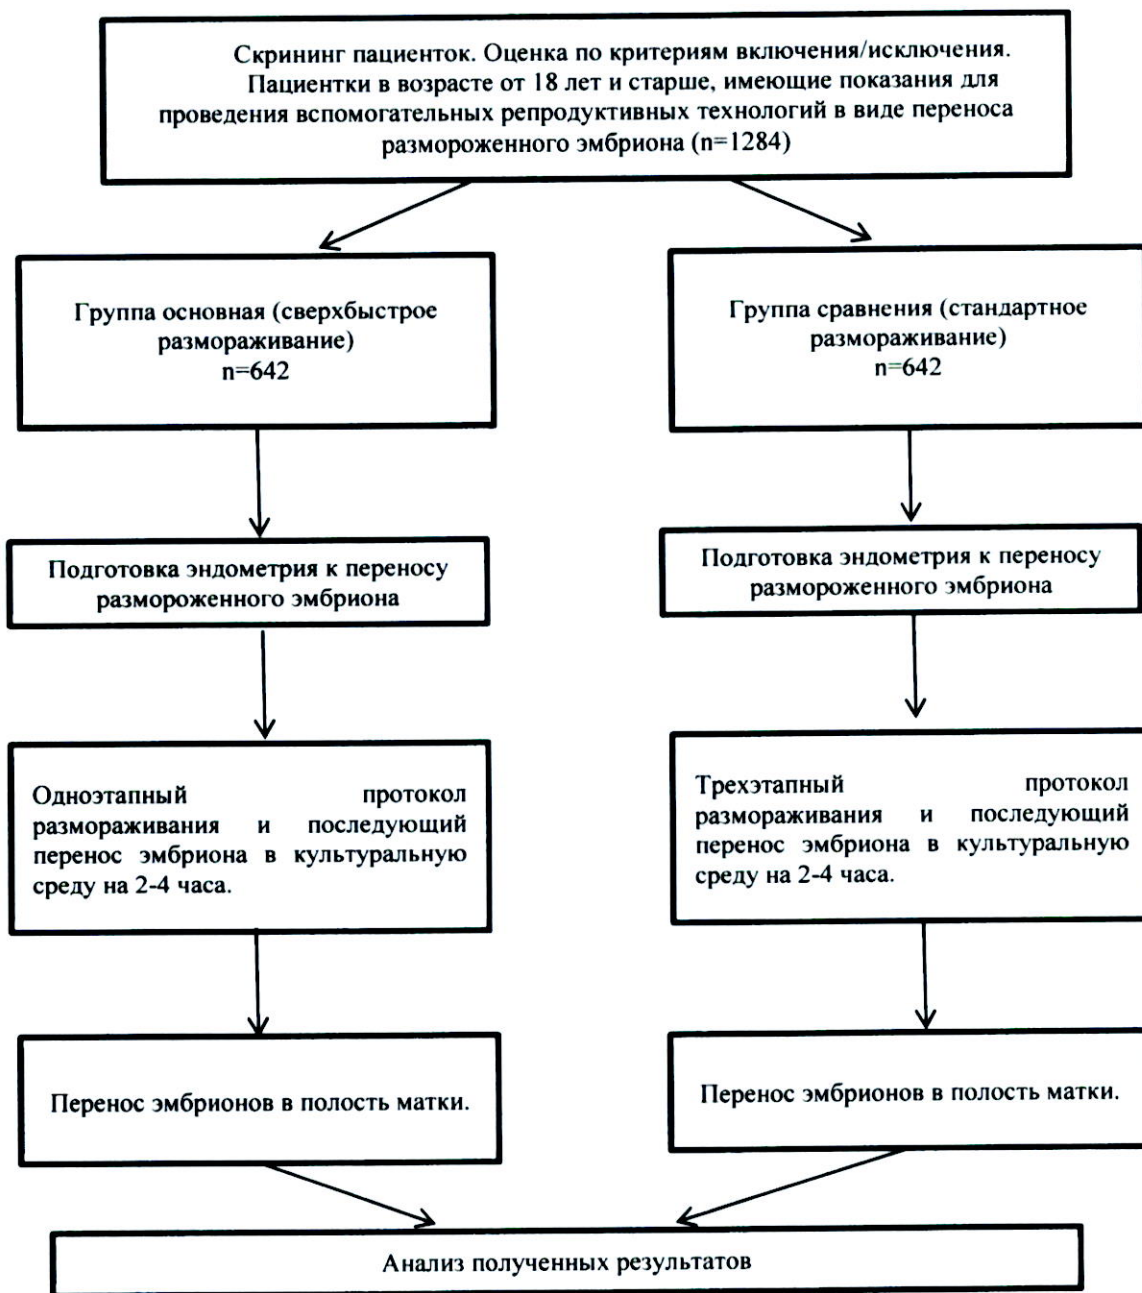 Скрининг пациенток. Оценка по критериям включения/исключения.
Пациентки в возрасте от 18 лет и старше, имеющие показания для
проведения вспомогательных репродуктивных технологий в виде переноса
размороженного эмбриона (n=1284)
Группа основная (сверхбыстрое
размораживание)
n=642
Группа сравнения (стандартное
размораживание)
n=642
Подготовка эндометрия к переносу
размороженного эмбриона
Подготовка эндометрия к переносу
размороженного эмбриона
Одноэтапный протокол
размораживания и последующий
перенос эмбриона в культуральную
среду на 2-4 часа.
Трехэтапный протокол
размораживания и последующий
перенос эмбриона в культуральную
среду на 2-4 часа.
Перенос эмбрионов в полость матки.
Перенос эмбрионов в полость матки.
Анализ полученных результатов